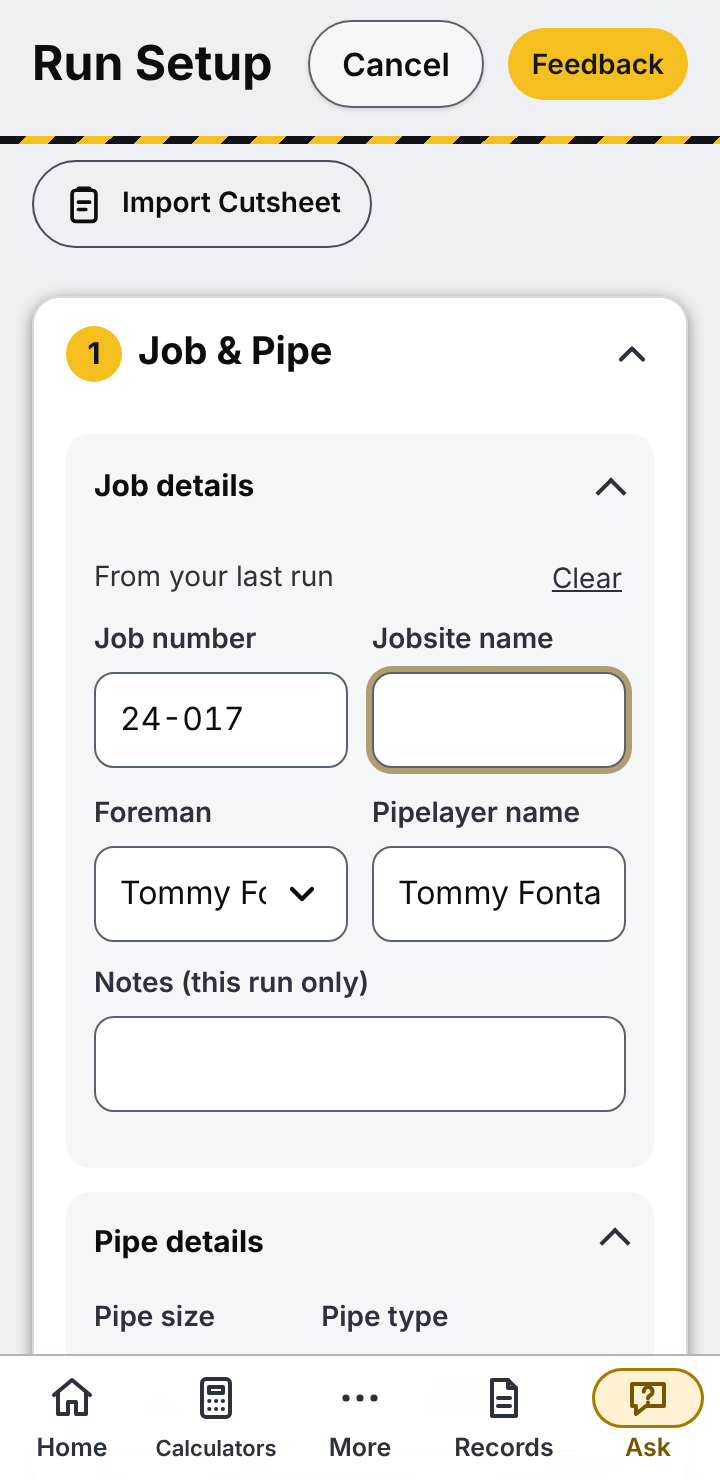 Run Setup
Cancel
Feedback
Import Cutsheet
1 Job & Pipe
Job details
From your last run
Clear
Job number
Jobsite name
24-017
Foreman
Pipelayer name
Tommy Fo
Tommy Fonta
Notes (this run only)
Pipe details
Pipe size
Pipe type
Home
Calculators
More
Records
Ask